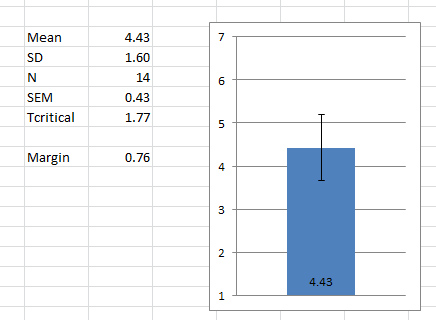 Mean 4.43
SD 1.60
N 14
SEM 0.43
Tcritical 1.77
Margin 0.76
7
6
5
4
3
2
1
4.43